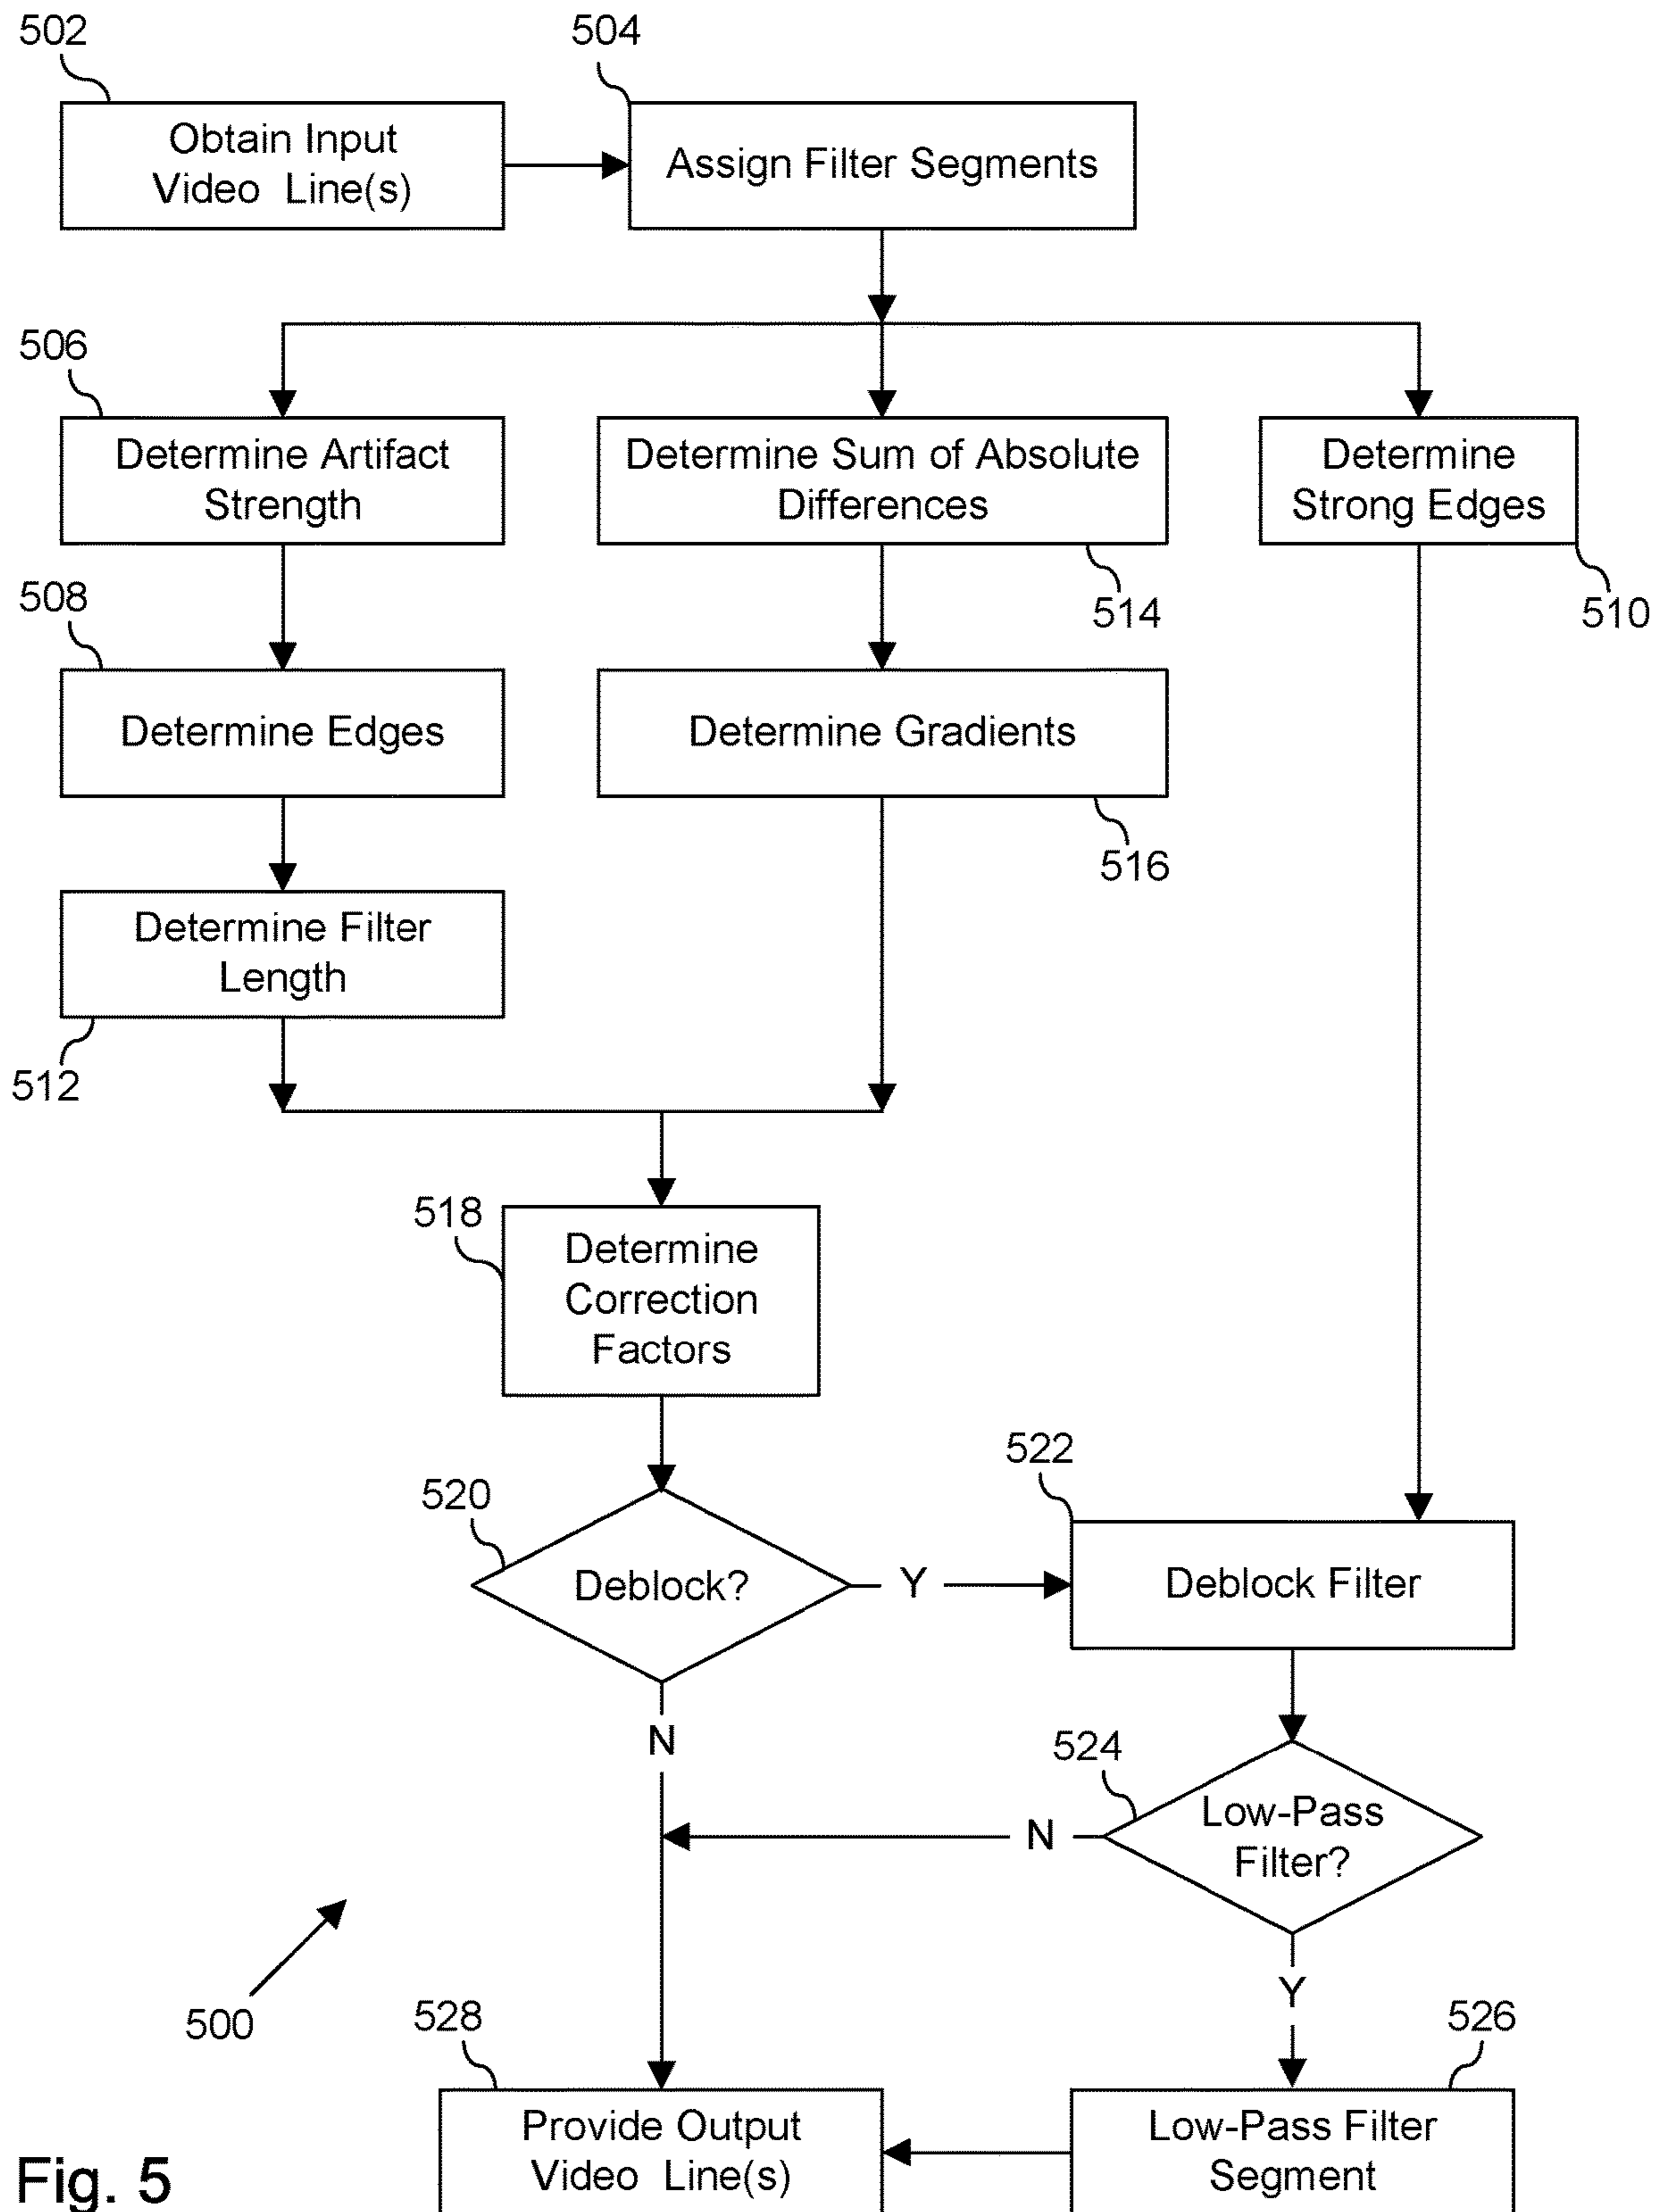 502
504
Obtain Input
Video Line(s)
Assign Filter Segments
506
Determine Artifact
Strength
Determine Sum of Absolute
Differences
Determine
Strong Edges
514
510
508
Determine Edges
Determine Gradients
516
Determine Filter
Length
512
518
Determine
Correction
Factors
522
520
Deblock?
Y
Deblock Filter
N
524
Low-Pass
Filter?
N
Y
500
528
526
Provide Output
Video Line(s)
Low-Pass Filter
Segment
Fig. 5